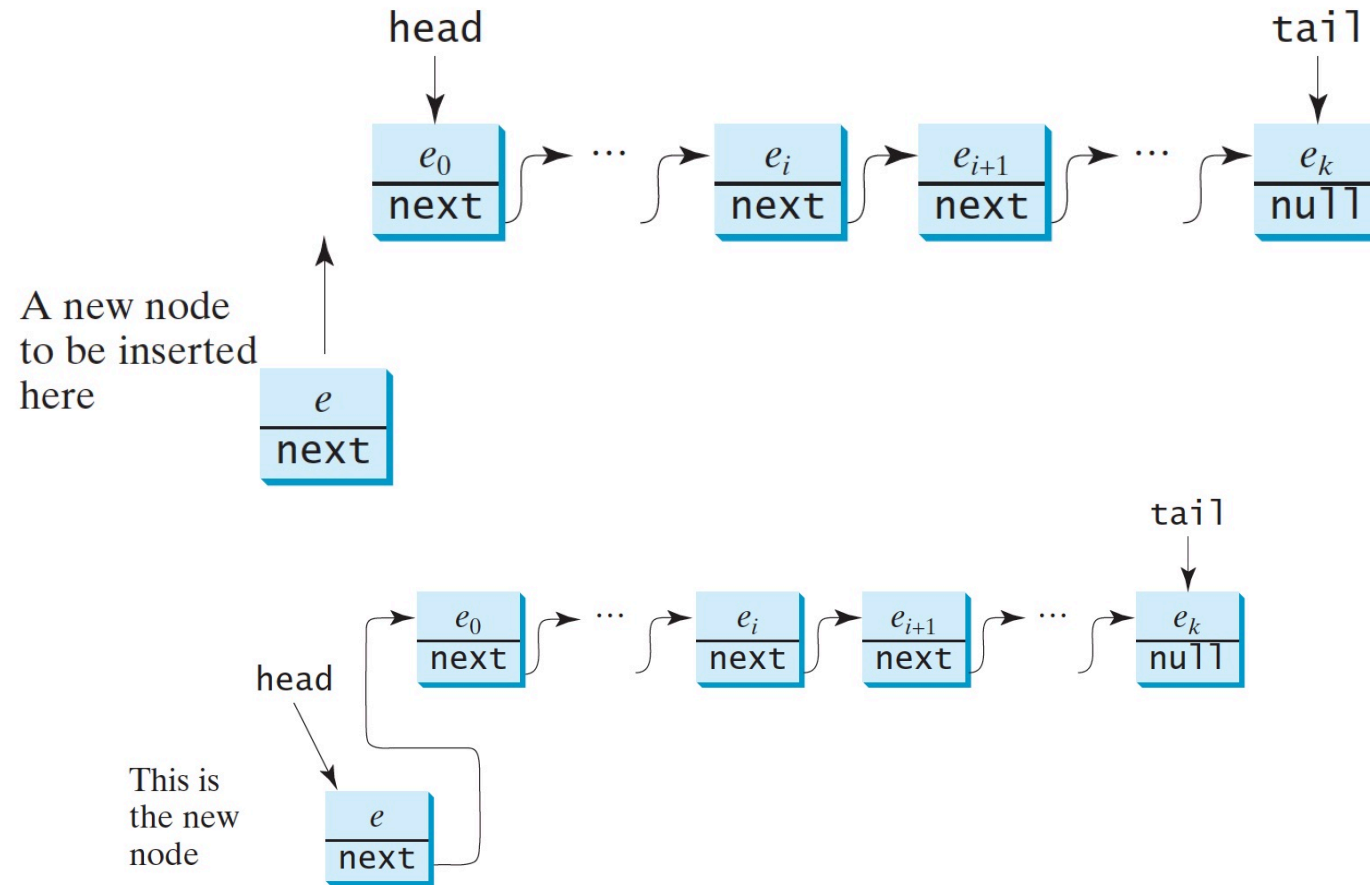 head
tail
e₀
next
...
eᵢ
next
eᵢ₊₁
next
...
eₖ
null
A new node
to be inserted
here
e
next
tail
e₀
next
...
eᵢ
next
eᵢ₊₁
next
...
eₖ
null
head
This is
the new
node
e
next